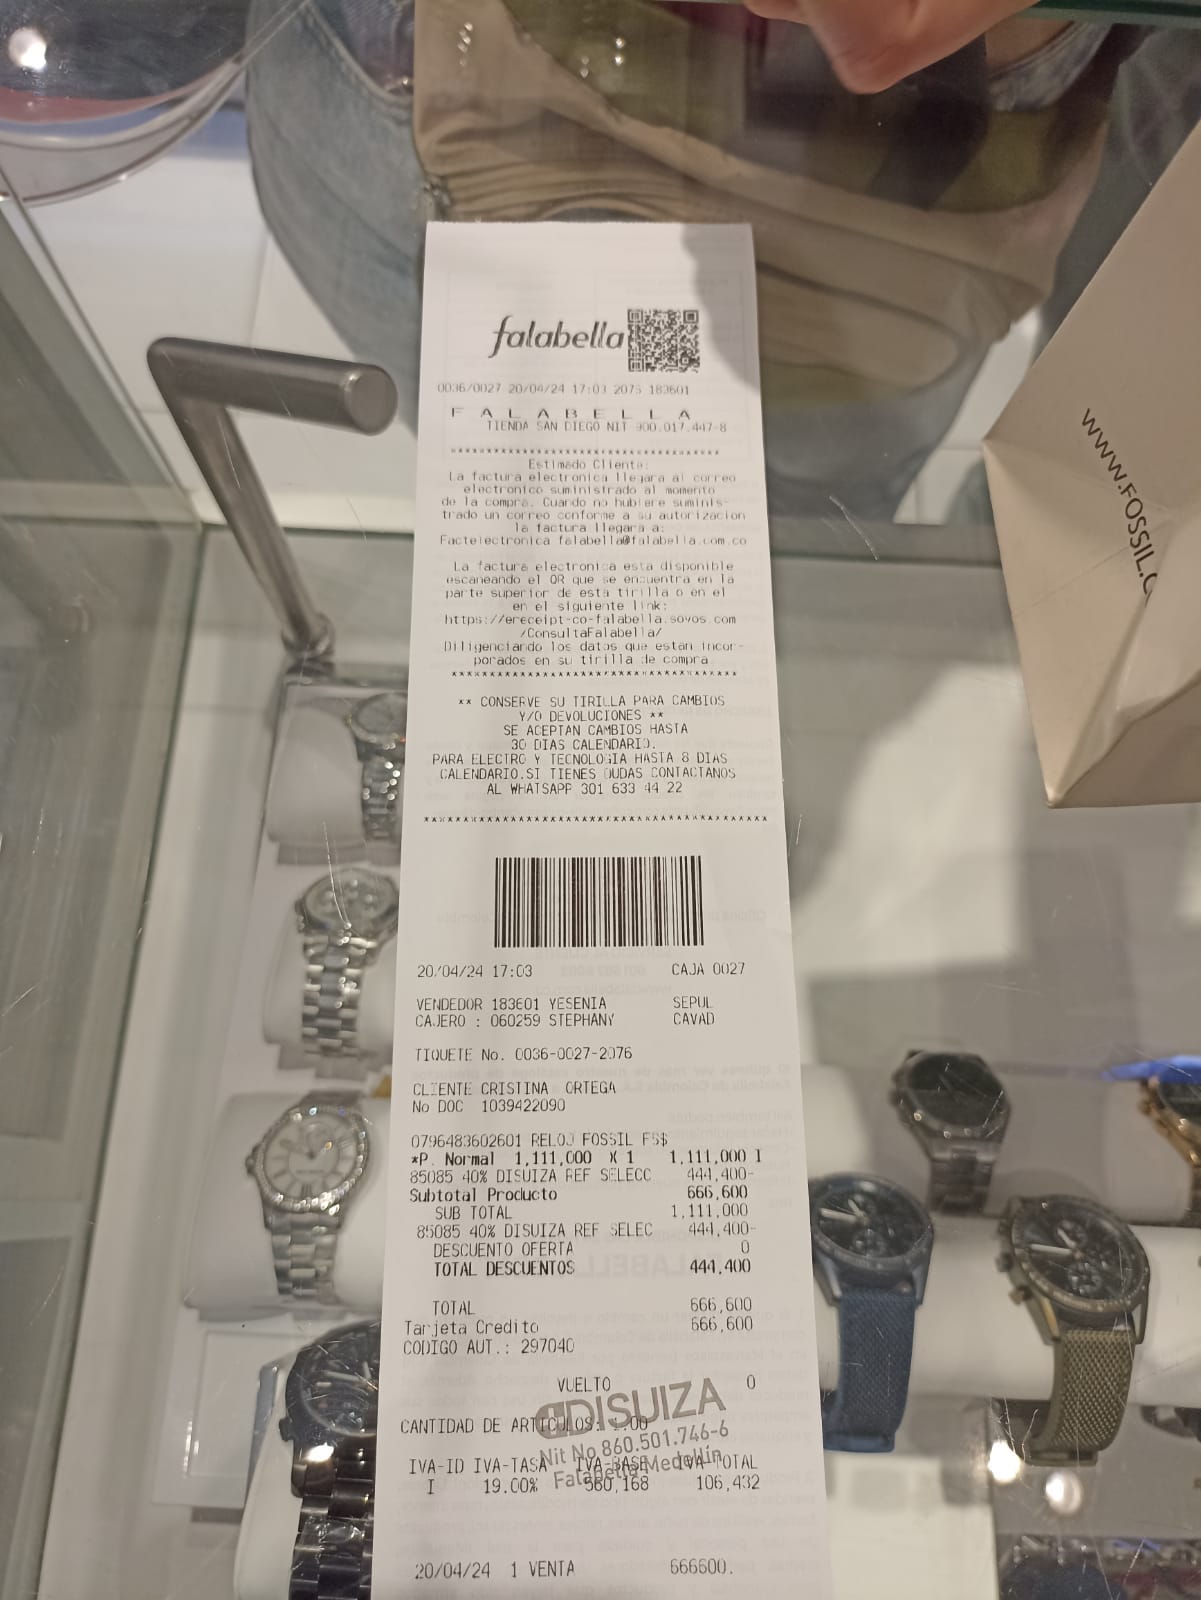 falabella
0036/0027 20/04/24 17:03 2076 183601
F A L A B E L L A
TIENDA SAN DIEGO NIT 900.017.447-8
Estimado Cliente:
La factura electronica llegara al correo
electronico suministrado al momento
de la compra. Cuando no hubiere suminis-
trado un correo conforme a su autorizacion
la factura llegara a:
Factelectronica falabella@falabella.com.co
La factura electronica esta disponible
escaneando el QR que se encuentra en la
parte superior de esta tirilla o en el
en el siguiente link:
https://ereceipt-co-falabella.sovos.com
/ConsultaFalabella/
Diligenciando los datos que estan incor-
porados en su tirilla de compra
** CONSERVE SU TIRILLA PARA CAMBIOS
Y/O DEVOLUCIONES **
SE ACEPTAN CAMBIOS HASTA
30 DIAS CALENDARIO.
PARA ELECTRO Y TECNOLOGIA HASTA 8 DIAS
CALENDARIO.SI TIENES DUDAS CONTACTANOS
AL WHATSAPP 301 633 44 22
20/04/24 17:03 CAJA 0027
VENDEDOR 183601 YESENIA SEPUL
CAJERO : 060259 STEPHANY CAVAD
TIQUETE No. 0036-0027-2076
CLIENTE CRISTINA ORTEGA
No DOC 1039422090
0796483602601 RELOJ FOSSIL FS$
*P. Normal 1,111,000 X 1 1,111,000 I
85085 40% DISUIZA REF SELECC 444,400-
Subtotal Producto 666,600
SUB TOTAL 1,111,000
85085 40% DISUIZA REF SELEC 444,400-
DESCUENTO OFERTA 0
TOTAL DESCUENTOS 444,400
TOTAL 666,600
Tarjeta Credito 666,600
CODIGO AUT.: 297040
VUELTO 0
DISUIZA
CANTIDAD DE ARTICULOS: 1.00
Nit No.860.501.746-6
Falabella Medellín
IVA-ID IVA-TASA IVA-BASE IVA-TOTAL
I 19.00% 560,168 106,432
20/04/24 1 VENTA 666600.
WWW.FOSSIL.C